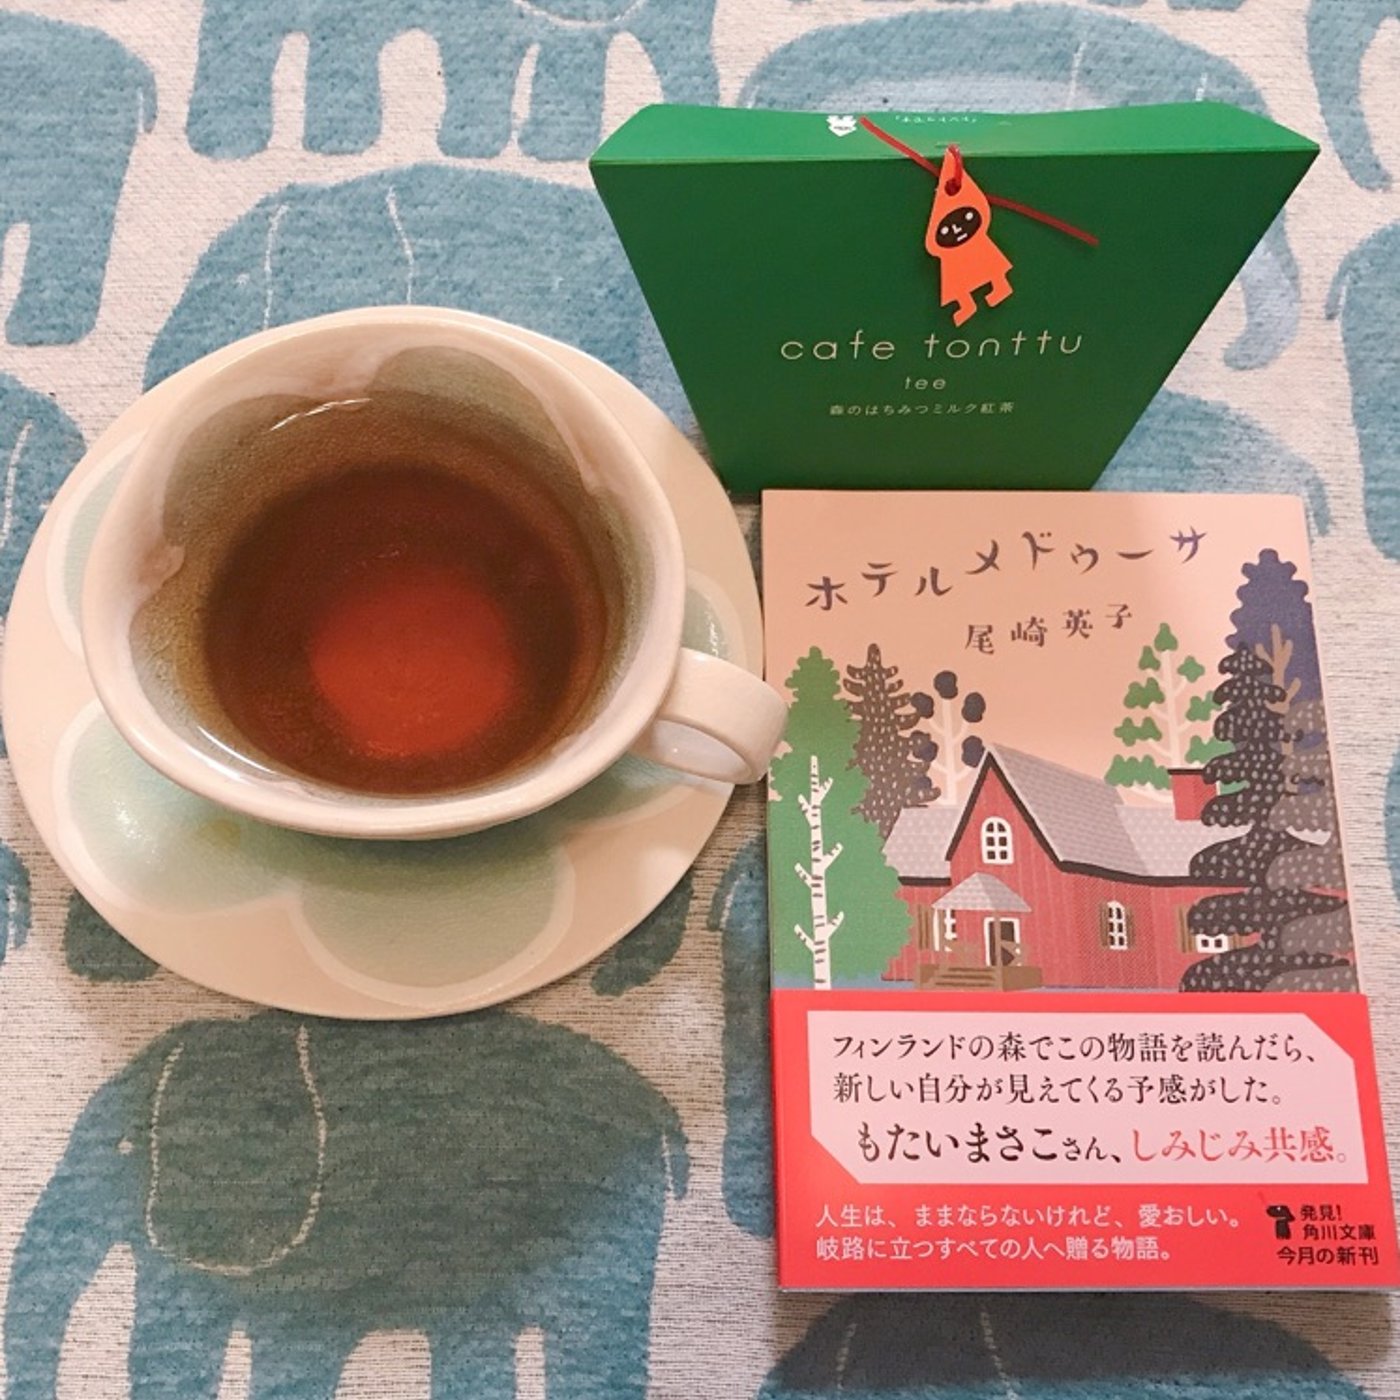 トントゥです。
cafe tonttu
tee
森のはちみつミルク紅茶
ホテルメドゥーサ
尾崎英子
フィンランドの森でこの物語を読んだら、
新しい自分が見えてくる予感がした。
もたいまさこさん、しみじみ共感。
人生は、ままならないけれど、愛おしい。
岐路に立つすべての人へ贈る物語。
発見!
角川文庫
今月の新刊